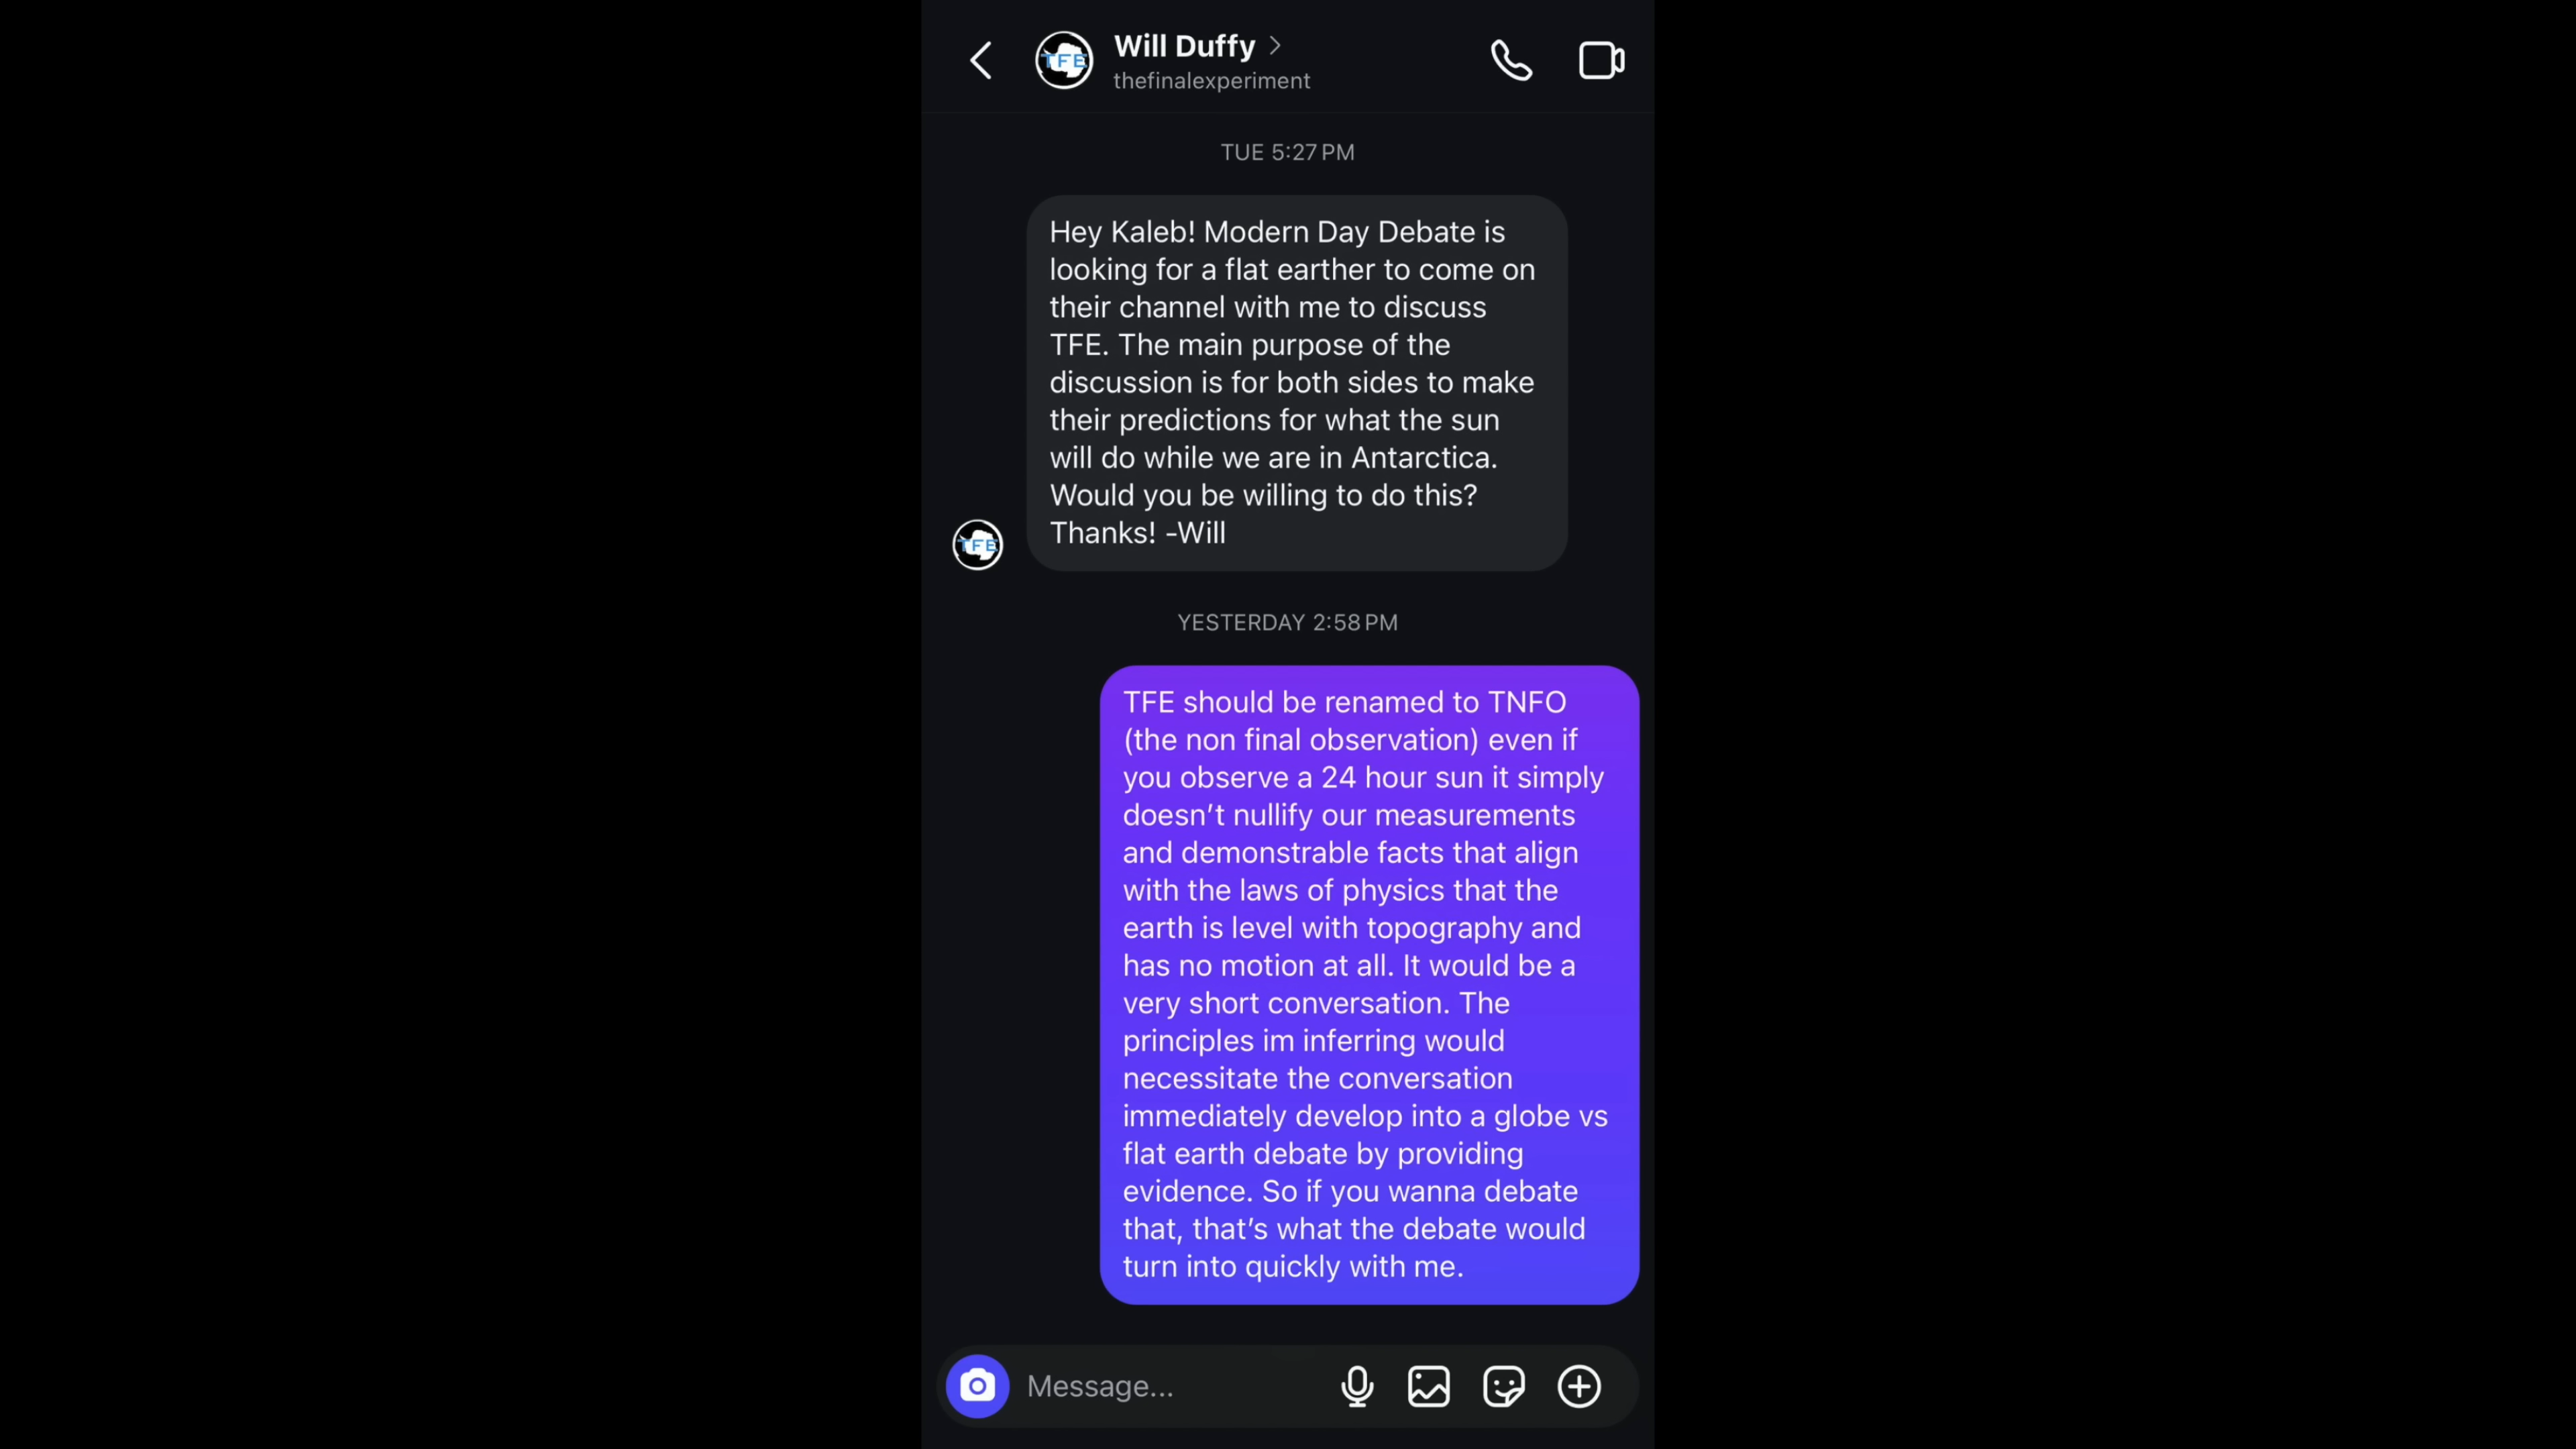 Will Duffy
thefinalexperiment
TUE 5:27 PM
Hey Kaleb! Modern Day Debate is
looking for a flat earther to come on
their channel with me to discuss
TFE. The main purpose of the
discussion is for both sides to make
their predictions for what the sun
will do while we are in Antarctica.
Would you be willing to do this?
Thanks! -Will
TFE
YESTERDAY 2:58 PM
TFE should be renamed to TNFO
(the non final observation) even if
you observe a 24 hour sun it simply
doesn’t nullify our measurements
and demonstrable facts that align
with the laws of physics that the
earth is level with topography and
has no motion at all. It would be a
very short conversation. The
principles im inferring would
necessitate the conversation
immediately develop into a globe vs
flat earth debate by providing
evidence. So if you wanna debate
that, that’s what the debate would
turn into quickly with me.
Message...